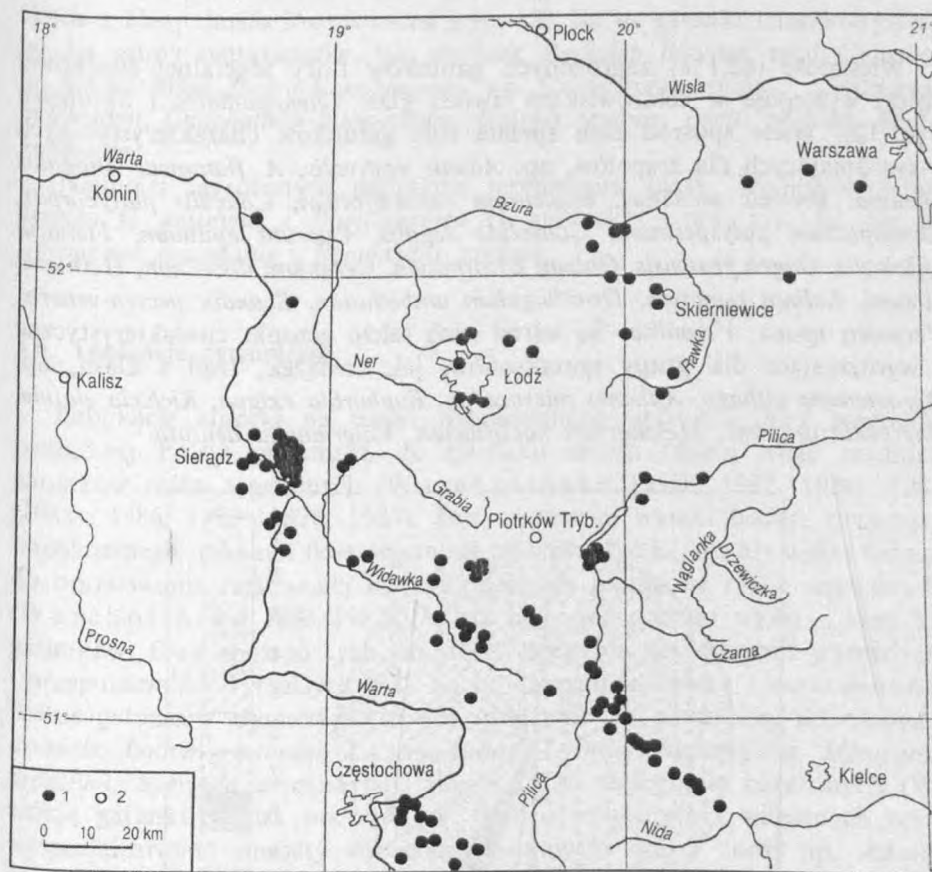 18°
19°
20°
21°
Płock
Wisla
Warta
Konin
Warszawa
Bzura
52°
Skierniewice
Rawka
Ner
Łódź
Kalisz
Pilica
Sieradz
Grabia
Piotrków Tryb.
Wąglanka
Drzewiczka
Widawka
Czarna
Prosna
Warta
51°
Częstochowa
Pilica
Kielce
Nida
1
2
0 10 20 km